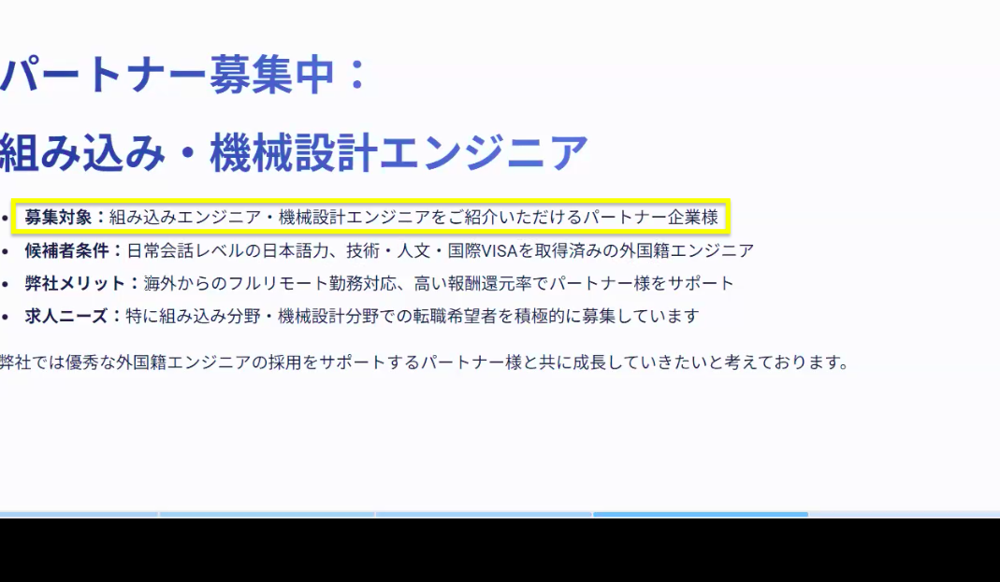 パートナー募集中：
組み込み・機械設計エンジニア
• 募集対象：組み込みエンジニア・機械設計エンジニアをご紹介いただけるパートナー企業様
• 候補者条件：日常会話レベルの日本語力、技術・人文・国際VISAを取得済みの外国籍エンジニア
• 弊社メリット：海外からのフルリモート勤務対応、高い報酬還元率でパートナー様をサポート
• 求人ニーズ：特に組み込み分野・機械設計分野での転職希望者を積極的に募集しています
弊社では優秀な外国籍エンジニアの採用をサポートするパートナー様と共に成長していきたいと考えております。